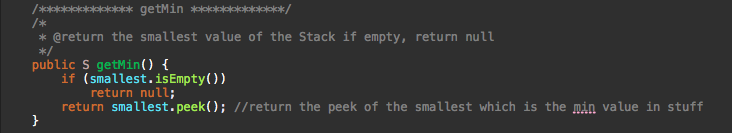 /************* getMin *************/
/*
 * @return the smallest value of the Stack if empty, return null
 */
public S getMin() {
    if (smallest.isEmpty())
        return null;
    return smallest.peek(); //return the peek of the smallest which is the min value in stuff
}